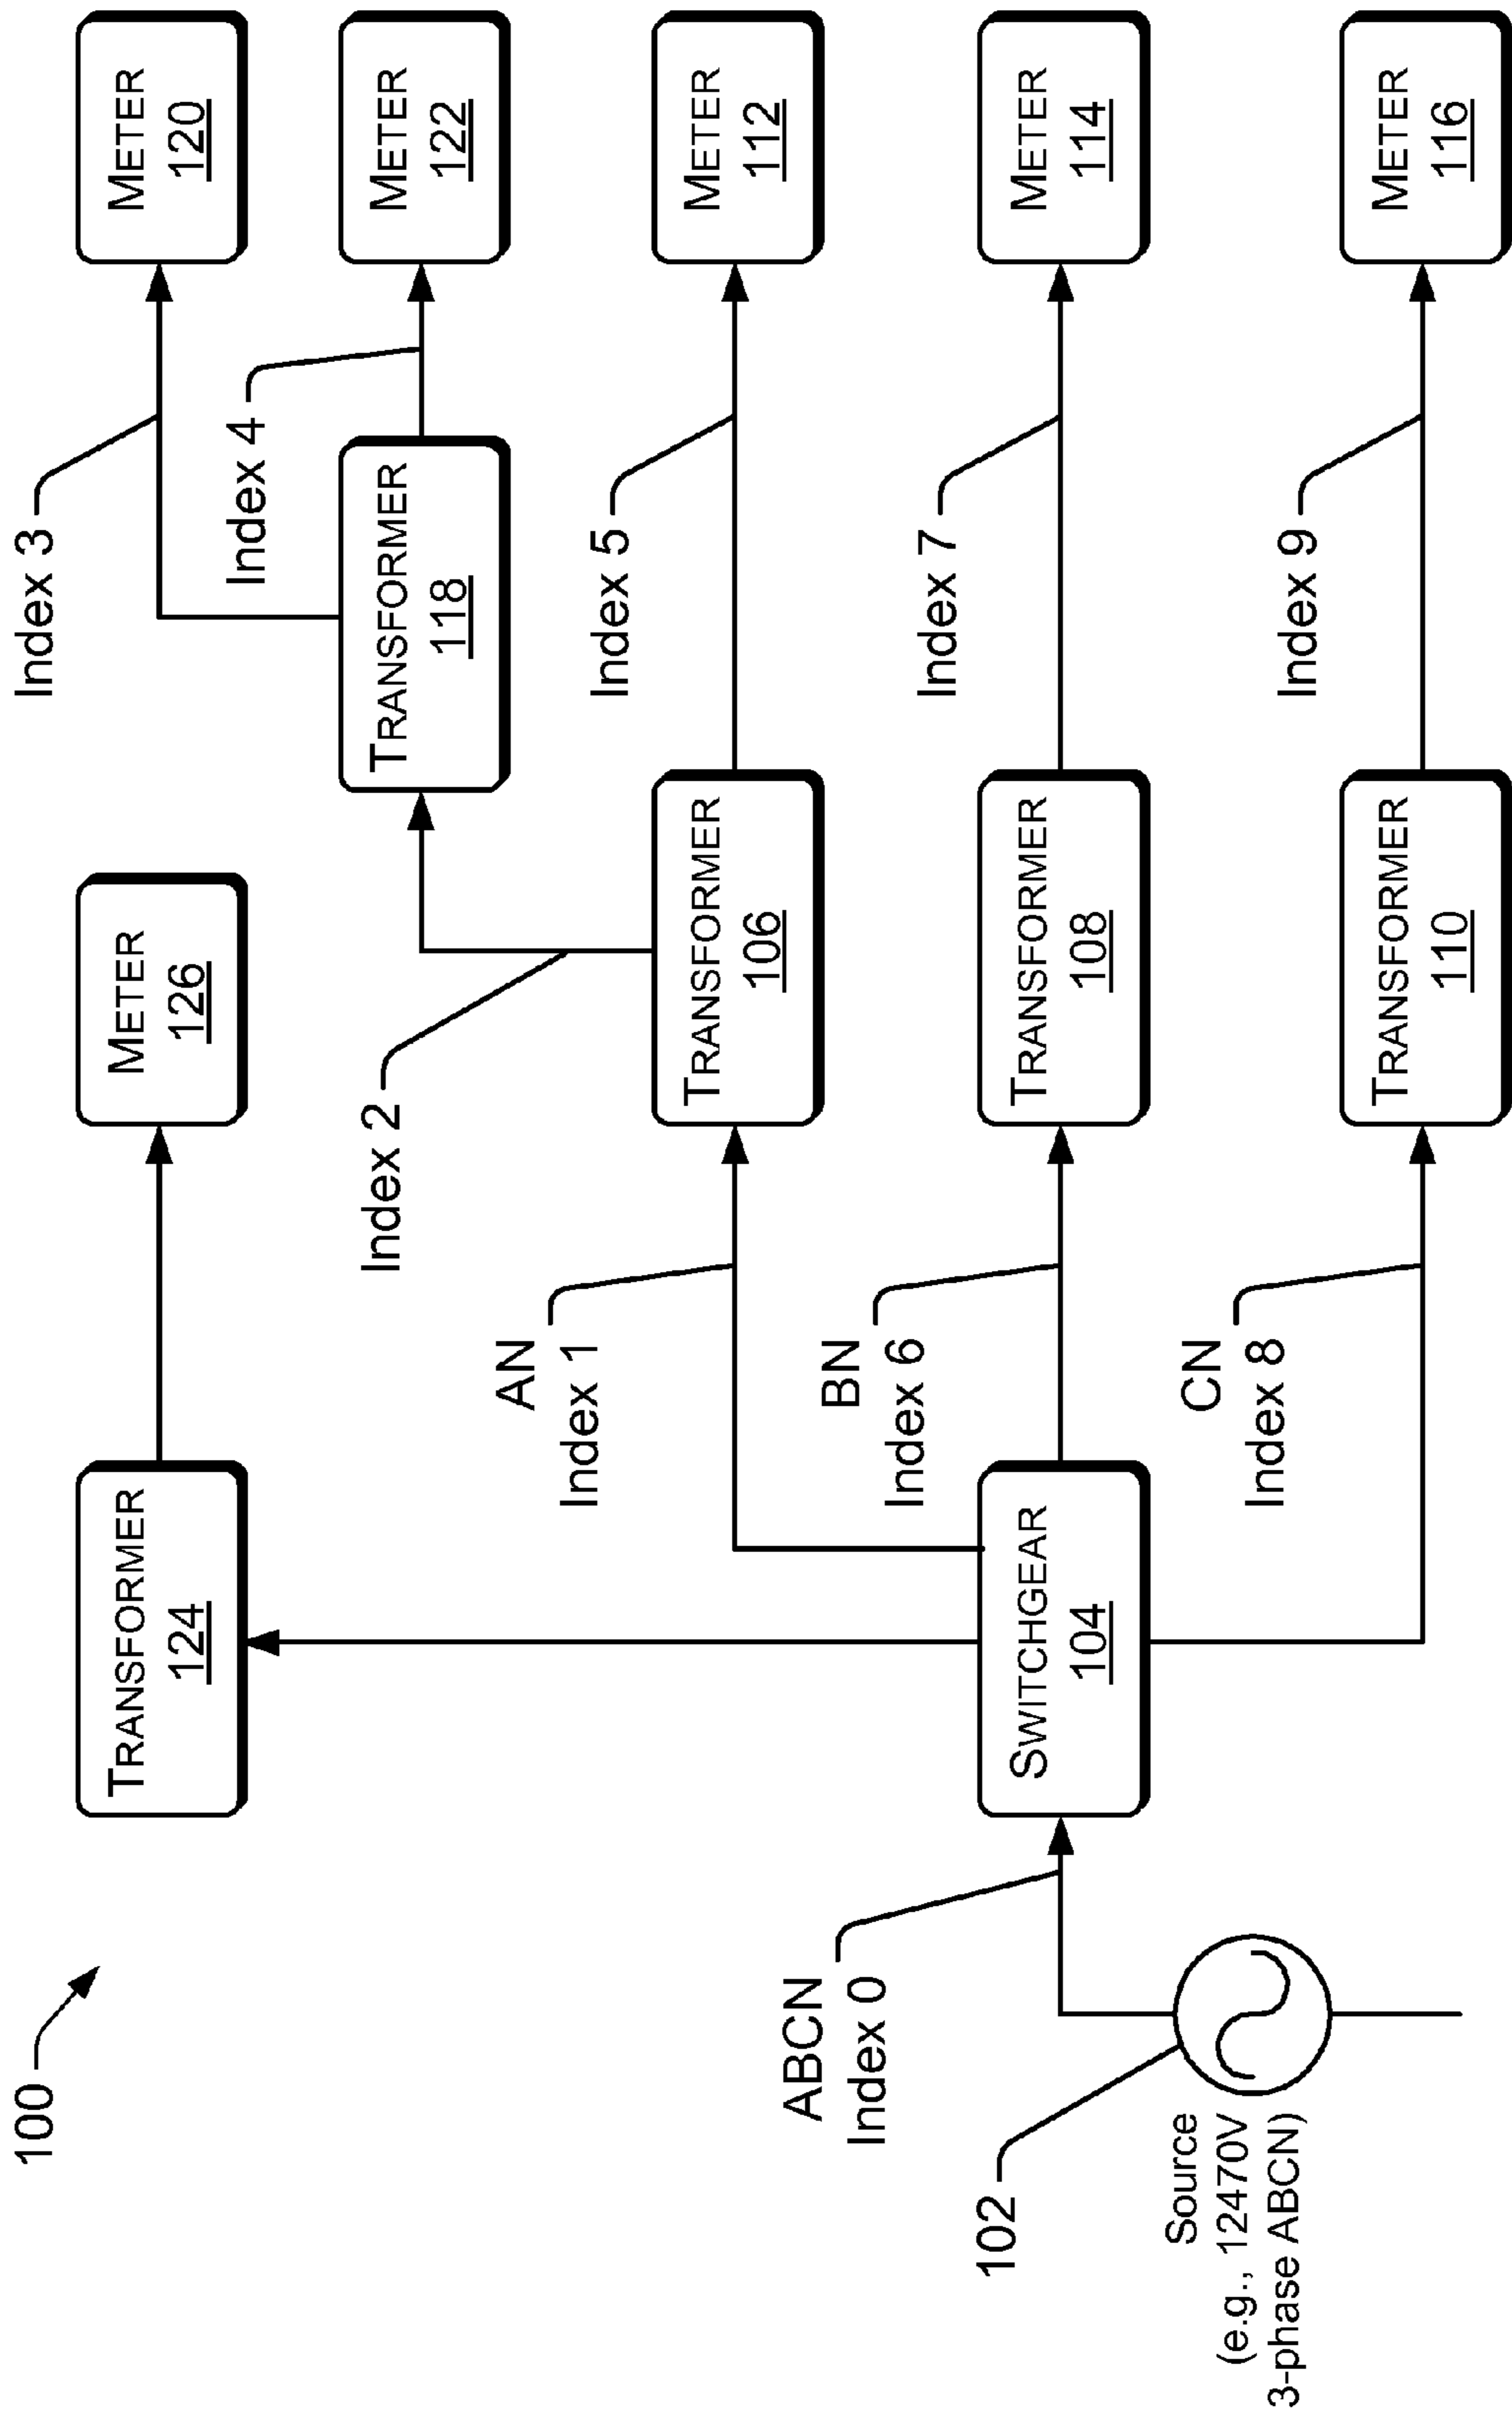 100
TRANSFORMER
124
METER
126
Index 3
METER
120
Index 2
TRANSFORMER
118
Index 4
METER
122
AN
Index 1
TRANSFORMER
106
Index 5
METER
112
ABCN
Index 0
SWITCHGEAR
104
BN
Index 6
TRANSFORMER
108
Index 7
METER
114
102
Source
(e.g., 12470V
3-phase ABCN)
CN
Index 8
TRANSFORMER
110
Index 9
METER
116